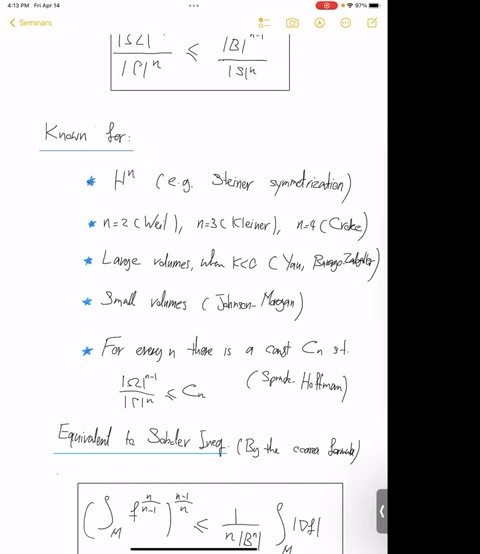 4:13 PM Fri Apr 14
97%
Seminars
|Ω|^{n-1} / |Γ|^n ≤ |B|^{n-1} / |S|^n
Known for:
★ H^n (e.g. Steiner symmetrization)
★ n=2 (Weil), n=3 (Kleiner), n=4 (Croke)
★ Large volumes, when K<0 (Yau, Burago-Zalgaller)
★ Small volumes (Johnson-Morgan)
★ For every n there is a const Cn s.t.
|Ω|^{n-1} / |Γ|^n ≤ Cn (Spruck-Hoffman)
Equivalent to Sobolev Ineq. (By the coarea formula)
(∫_M f^{n/(n-1)})^{(n-1)/n} ≤ 1 / (n|B^n|) ∫_M |Df|